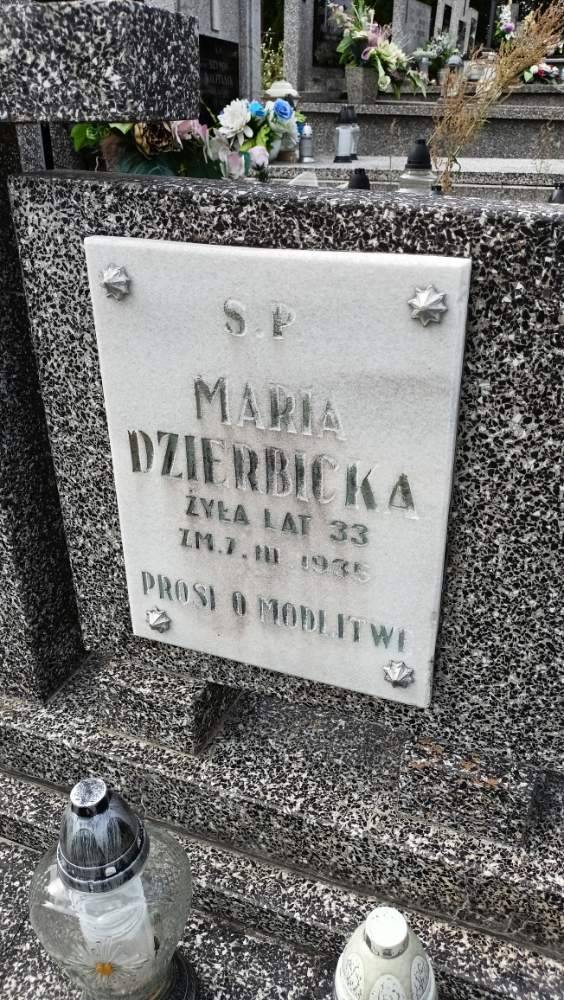 S.P
MARIA
DZIERBICKA
ŻYŁA LAT 33
ZM.7.III 1935
PROSI O MODLITWĘ